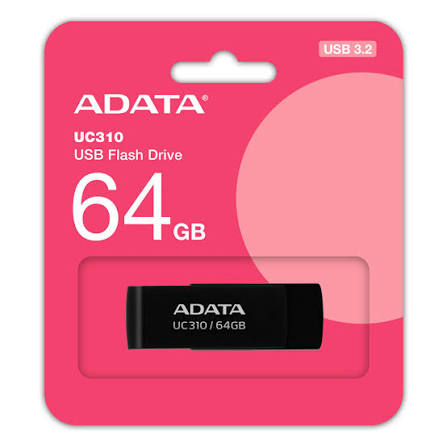 USB 3.2
ADATA®
UC310
USB Flash Drive
64GB
ADATA
UC310 / 64GB